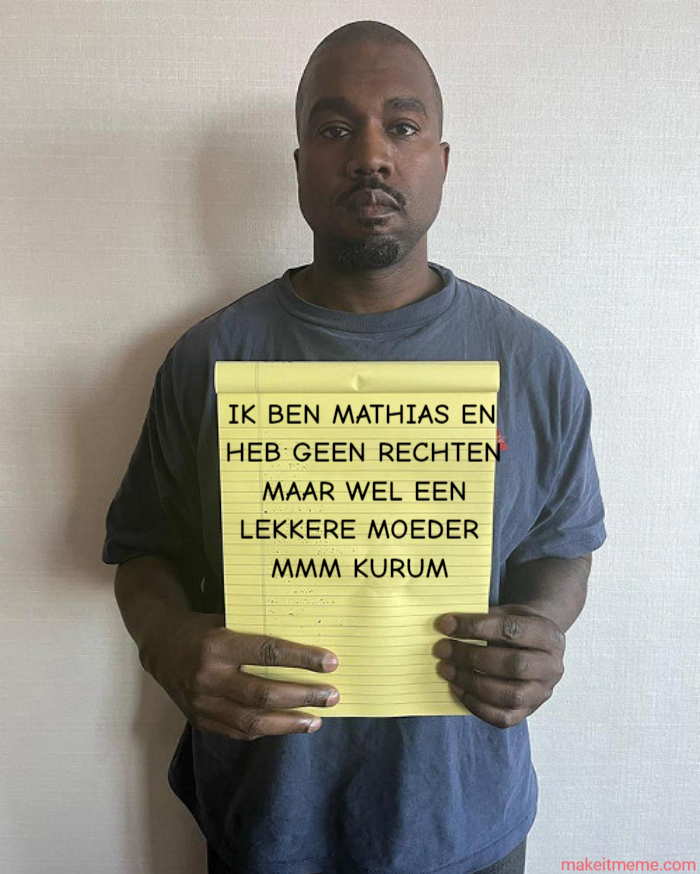 IK BEN MATHIAS EN
HEB GEEN RECHTEN
MAAR WEL EEN
LEKKERE MOEDER
MMM KURUM
makeitmeme.com